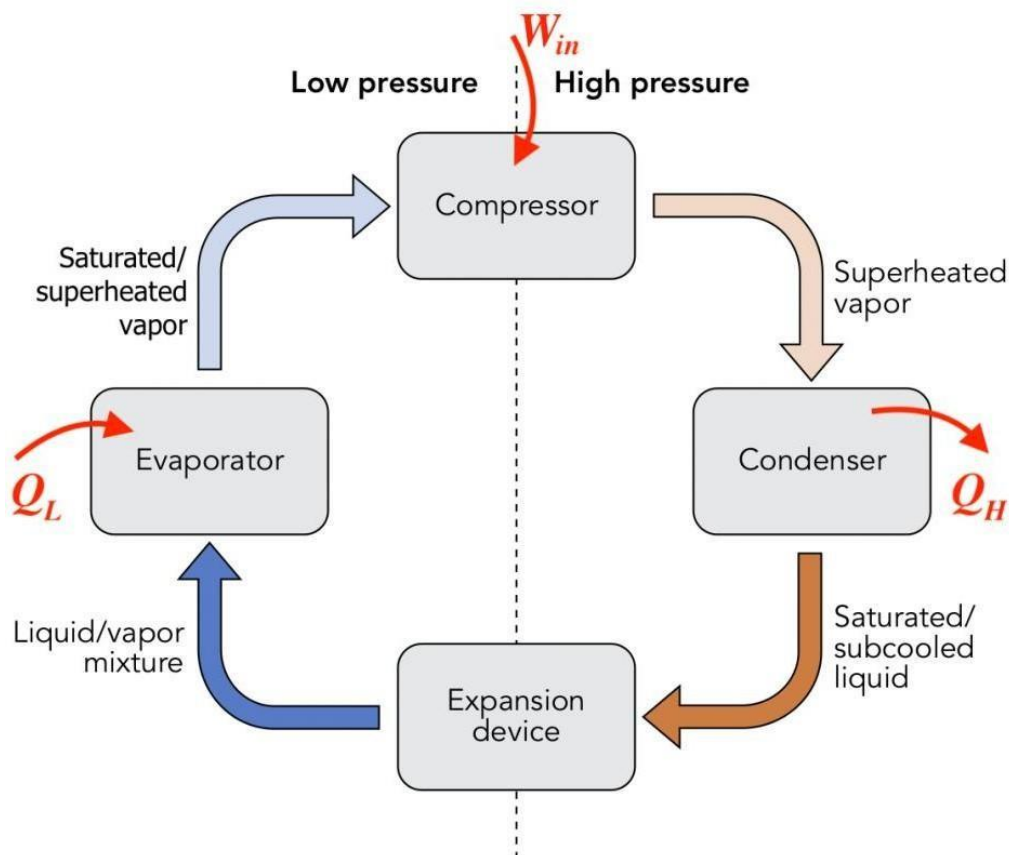 W_in
Low pressure
High pressure
Compressor
Saturated/
superheated
vapor
Superheated
vapor
Evaporator
Condenser
Q_L
Q_H
Liquid/vapor
mixture
Saturated/
subcooled
liquid
Expansion
device